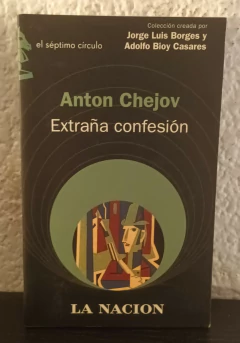 Colección creada por
Jorge Luis Borges y
Adolfo Bioy Casares
el séptimo círculo
Anton Chejov
Extraña confesión
LA NACION